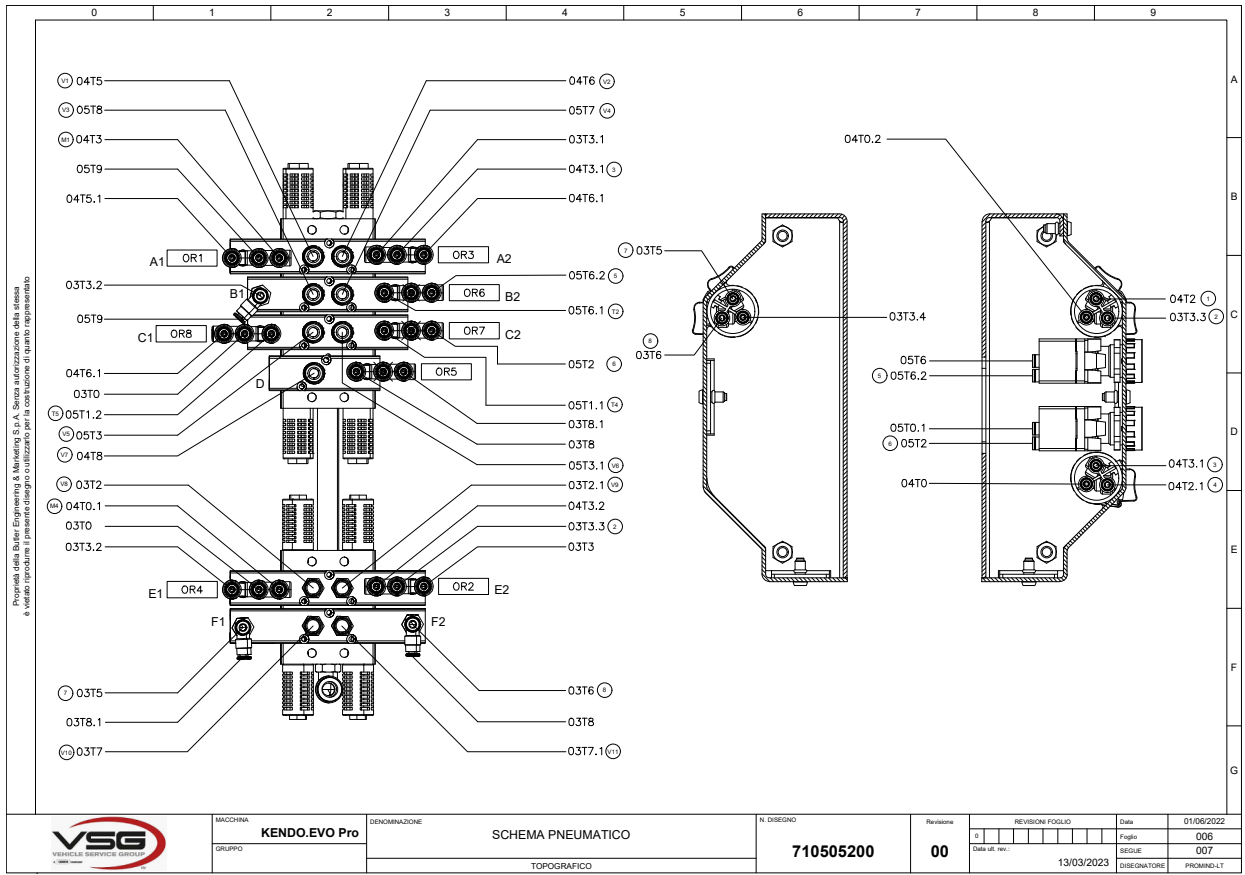 0 1 2 3 4 5 6 7 8 9
A
B
C
D
E
F
G
Proprietà della Butler Engineering & Marketing S.p.A. Senza autorizzazione della stessa
è vietato riprodurre il presente disegno o utilizzarlo per la costruzione di quanto rappresentato
V1 04T5
V3 05T8
M1 04T3
05T9
04T5.1
A1 OR1
03T3.2
B1
05T9
C1 OR8
04T6.1
03T0
D
T5 05T1.2
V5 05T3
V7 04T8
V8 03T2
M4 04T0.1
03T0
03T3.2
E1 OR4
F1
7 03T5
03T8.1
V10 03T7
04T6 V2
05T7 V4
03T3.1
04T3.1 3
04T6.1
OR3 A2
05T6.2 5
OR6 B2
05T6.1 T2
OR7 C2
05T2 6
OR5
05T1.1 T4
03T8.1
03T8
05T3.1 V6
03T2.1 V9
04T3.2
03T3.3 2
03T3
OR2 E2
F2
03T6 8
03T8
03T7.1 V11
7 03T5
8
03T6
03T3.4
04T0.2
04T2 1
03T3.3 2
05T6
5 05T6.2
05T0.1
6 05T2
04T0
04T3.1 3
04T2.1 4
VSG
VEHICLE SERVICE GROUP
MACCHINA
KENDO.EVO Pro
GRUPPO
DENOMINAZIONE
SCHEMA PNEUMATICO
TOPOGRAFICO
N. DISEGNO
710505200
Revisione
00
REVISIONI FOGLIO
0
Data ult. rev.:
13/03/2023
Data 01/06/2022
Foglio 006
SEGUE 007
DISEGNATORE PROMIND-LT